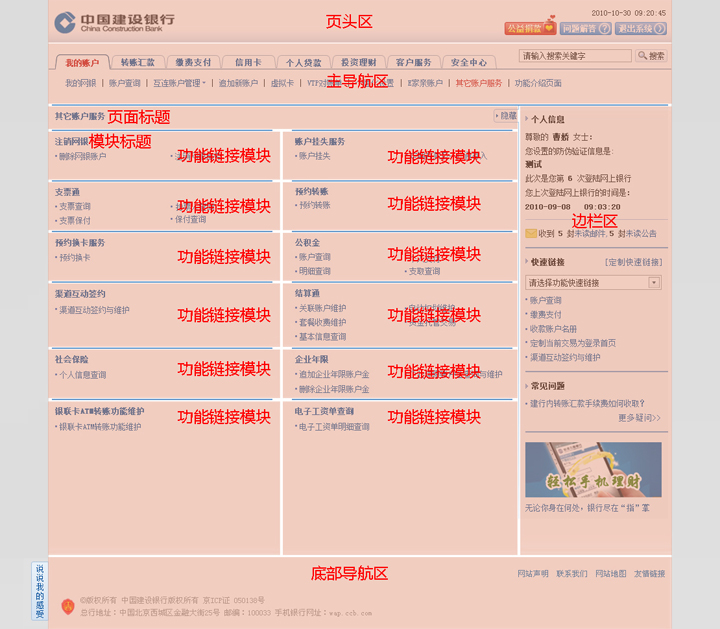 中国建设银行
China Construction Bank
页头区
2010-10-30 09:20:45
公益捐款 问题解答 退出系统
我的账户 转账汇款 缴费支付 信用卡 个人贷款 投资理财 客户服务 安全中心
请输入搜索关键字 搜索
我的网银 | 账户查询 | 互连账户管理 | 追加新账户 | 虚拟卡 | E家亲账户 | 其它账户服务 | 功能介绍页面
主导航区
其它账户服务 页面标题
隐藏
注销网银
模块标题
删除网银账户
功能链接模块
账户挂失服务
账户挂失
功能链接模块
支票通
支票查询
支票保付
保付查询
功能链接模块
预约转账
预约转账
功能链接模块
预约换卡服务
预约换卡
功能链接模块
公积金
账户查询
明细查询
支取查询
功能链接模块
渠道互动签约
渠道互动签约与维护
功能链接模块
结算通
关联账户维护
套餐收费维护
基本信息查询
功能链接模块
社会保险
个人信息查询
功能链接模块
企业年限
追加企业年限账户金
删除企业年限账户金
功能链接模块
银联卡ATM转账功能维护
银联卡ATM转账功能维护
功能链接模块
电子工资单查询
电子工资单明细查询
功能链接模块
个人信息
尊敬的 曹骄 女士:
您设置的防伪验证信息是:
测试
此次是您第 6 次登陆网上银行
您上次登陆网上银行的时间是:
2010-09-08 09:03:20
边栏区
收到 5 封未读邮件,5 封未读公告
快速链接 [定制快速链接]
请选择功能快速链接
账户查询
缴费支付
收款账户名册
定制当前交易为登录首页
渠道互动签约与维护
常见问题
建行内转账汇款手续费如何收取?
更多疑问>>
轻松手机理财
无论你身在何处,银行尽在“指”掌
底部导航区
网站声明 联系我们 网站地图 友情链接
说说我的感受
©版权所有 中国建设银行版权所有 京ICP证 050130号
总行地址:中国北京西城区金融大街25号 邮编:100033 手机银行网址:wap.ccb.com